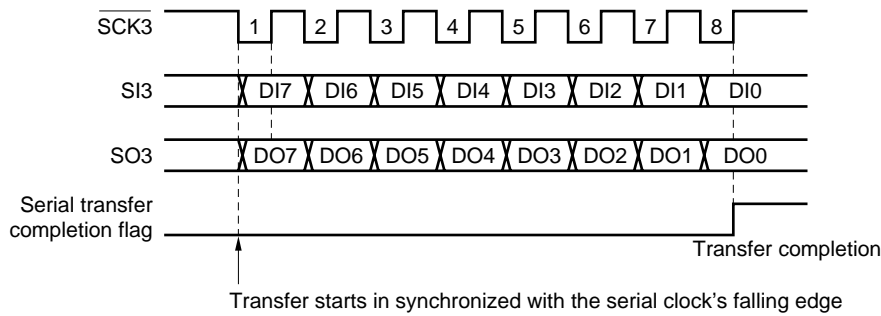 SCK3 1 2 3 4 5 6 7 8
SI3 DI7 DI6 DI5 DI4 DI3 DI2 DI1 DI0
SO3 DO7 DO6 DO5 DO4 DO3 DO2 DO1 DO0
Serial transfer
completion flag
Transfer completion
Transfer starts in synchronized with the serial clock's falling edge